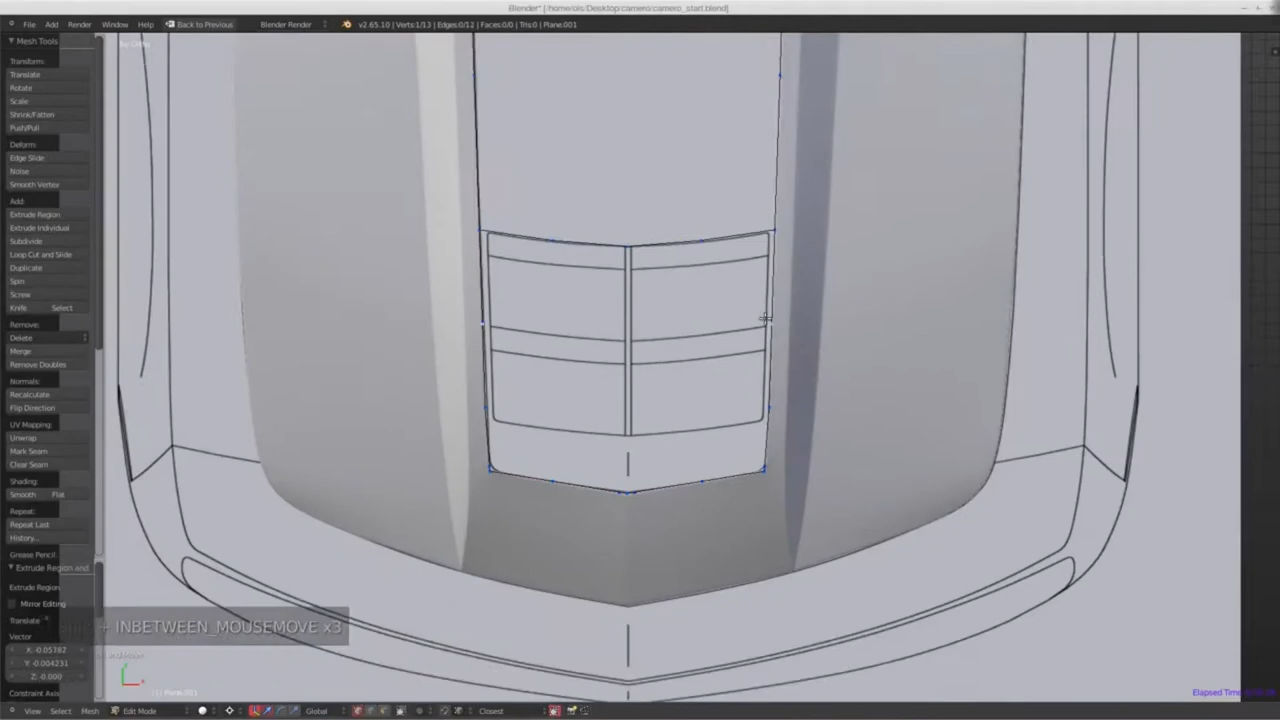 Blender* [/home/ols/Desktop/camero/camero_start.blend]
File Add Render Window Help Back to Previous Blender Render v2.65.10 | Verts:1/13 | Edges:0/12 | Faces:0/0 | Tris:0 | Plane.001
Mesh Tools
Transform:
Translate
Rotate
Scale
Shrink/Fatten
Push/Pull
Deform:
Edge Slide
Noise
Smooth Vertex
Add:
Extrude Region
Extrude Individual
Subdivide
Loop Cut and Slide
Duplicate
Spin
Screw
Knife Select
Remove:
Delete
Merge
Remove Doubles
Normals:
Recalculate
Flip Direction
UV Mapping:
Unwrap
Mark Seam
Clear Seam
Shading:
Smooth Flat
Repeat:
Repeat Last
History...
Grease Pencil:
Extrude Region and
Extrude Region
Mirror Editing
Translate
+ INBETWEEN_MOUSEMOVE x3
Vector
X: -0.05782
Y: -0.004231
Z: -0.000
Constraint Axis
(1) Plane.001
Elapsed Time
View Select Mesh Edit Mode Global Closest